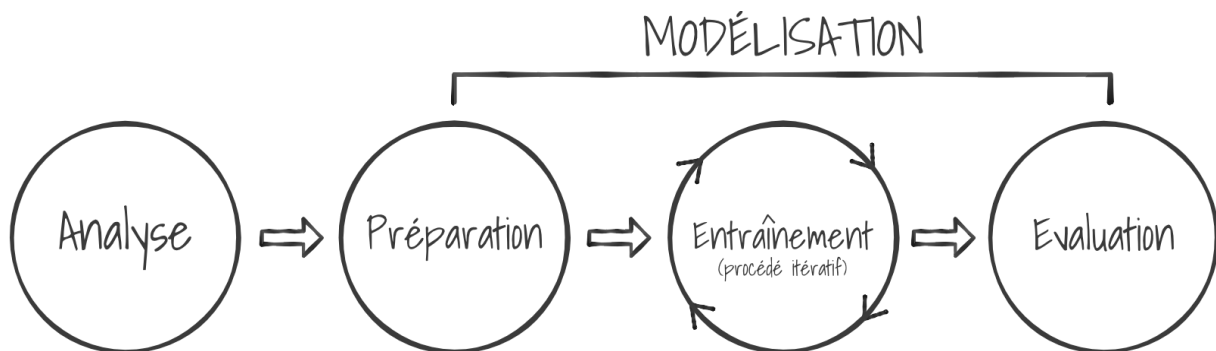 MODÉLISATION
Analyse
Préparation
Entraînement
(procédé itératif)
Evaluation